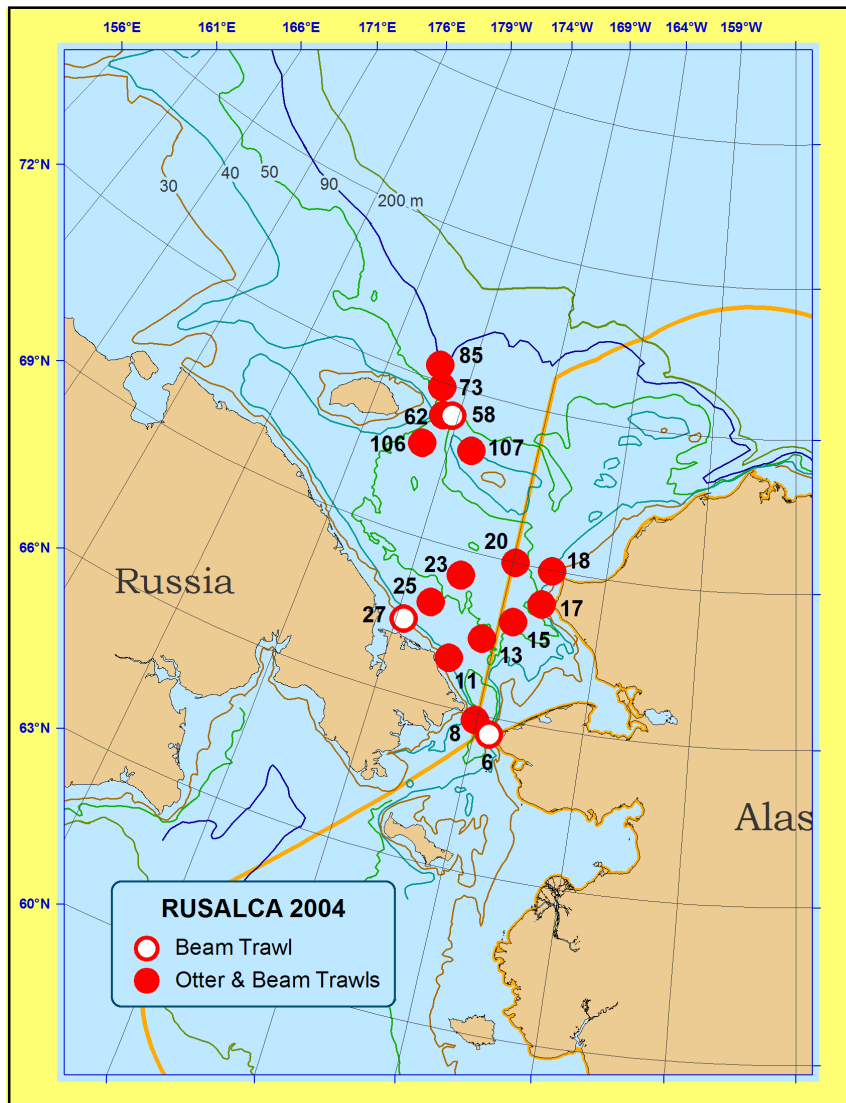 156°E 161°E 166°E 171°E 176°E 179°W 174°W 169°W 164°W 159°W
72°N
30 40 50 90 200 m
69°N
85
73
62 58
106 107
66°N
20 18
23
Russia 25
27 17
15
13
11
63°N
8
6
Alas
60°N
RUSALCA 2004
Beam Trawl
Otter & Beam Trawls